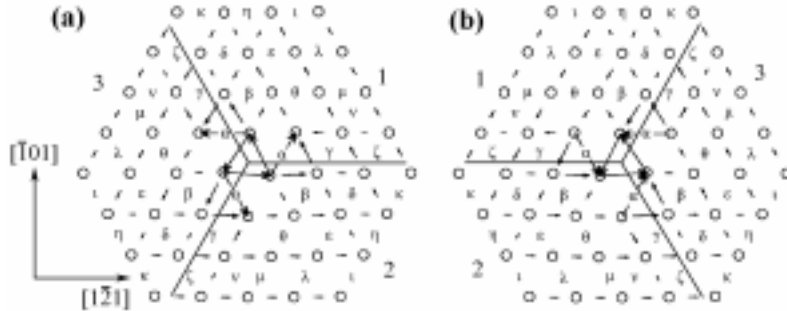 (a) κ η ι (b) ι η κ
ζ δ ε λ λ ε δ ζ
3 1 1 3
ν γ β θ μ μ θ β γ
μ ν ν μ
α α
[1̄01] λ θ α γ ζ ζ γ α θ λ
ι ε β β δ κ κ δ β β ε ι
η δ γ θ ε η η ε θ γ δ η
2 2
κ ζ ν μ λ ι ι λ μ ν ζ κ
[12̄1]